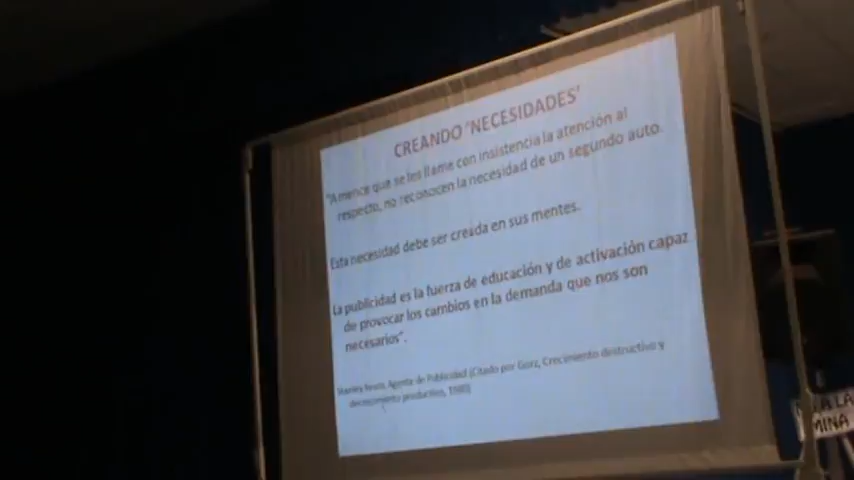 CREANDO 'NECESIDADES'
"A menos que se les llame con insistencia la atención al
respecto, no reconocen la necesidad de un segundo auto.
Esta necesidad debe ser creada en sus mentes.
La publicidad es la fuerza de educación y de activación capaz
de provocar los cambios en la demanda que nos son
necesarios".
Agente de Publicidad (Citado por Gorz, Crecimiento destructivo y
decrecimiento productivo, 1980)
A LA
MINA